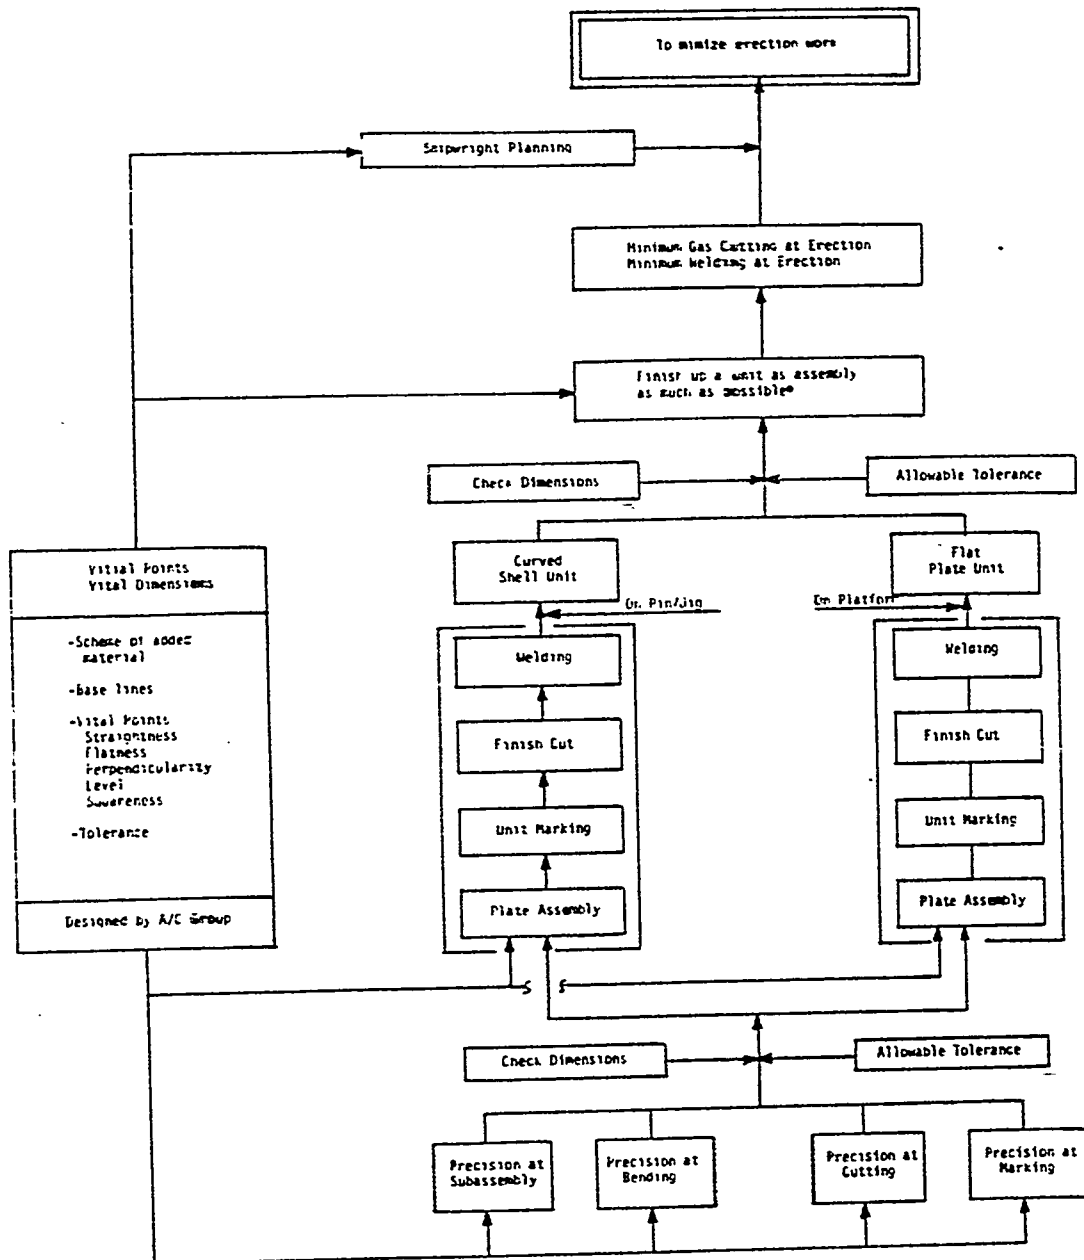 To mimize erection work
Shipwright Planning
Minimum Gas Cutting at Erection
Minimum Welding at Erection
Finish up a unit as assembly
as much as possible*
Check Dimensions
Allowable Tolerance
Vitial Points
Vital Dimensions
-Scheme of added
material
-Base lines
-Vital Points
Straightness
Flatness
Perpendicularity
Level
Squareness
-Tolerance
Designed by A/C Group
Curved
Shell Unit
On Pin/Jig
Welding
Finish Cut
Unit Marking
Plate Assembly
Flat
Plate Unit
On Platform
Welding
Finish Cut
Unit Marking
Plate Assembly
Check Dimensions
Allowable Tolerance
Precision at
Subassembly
Precision at
Bending
Precision at
Cutting
Precision at
Marking